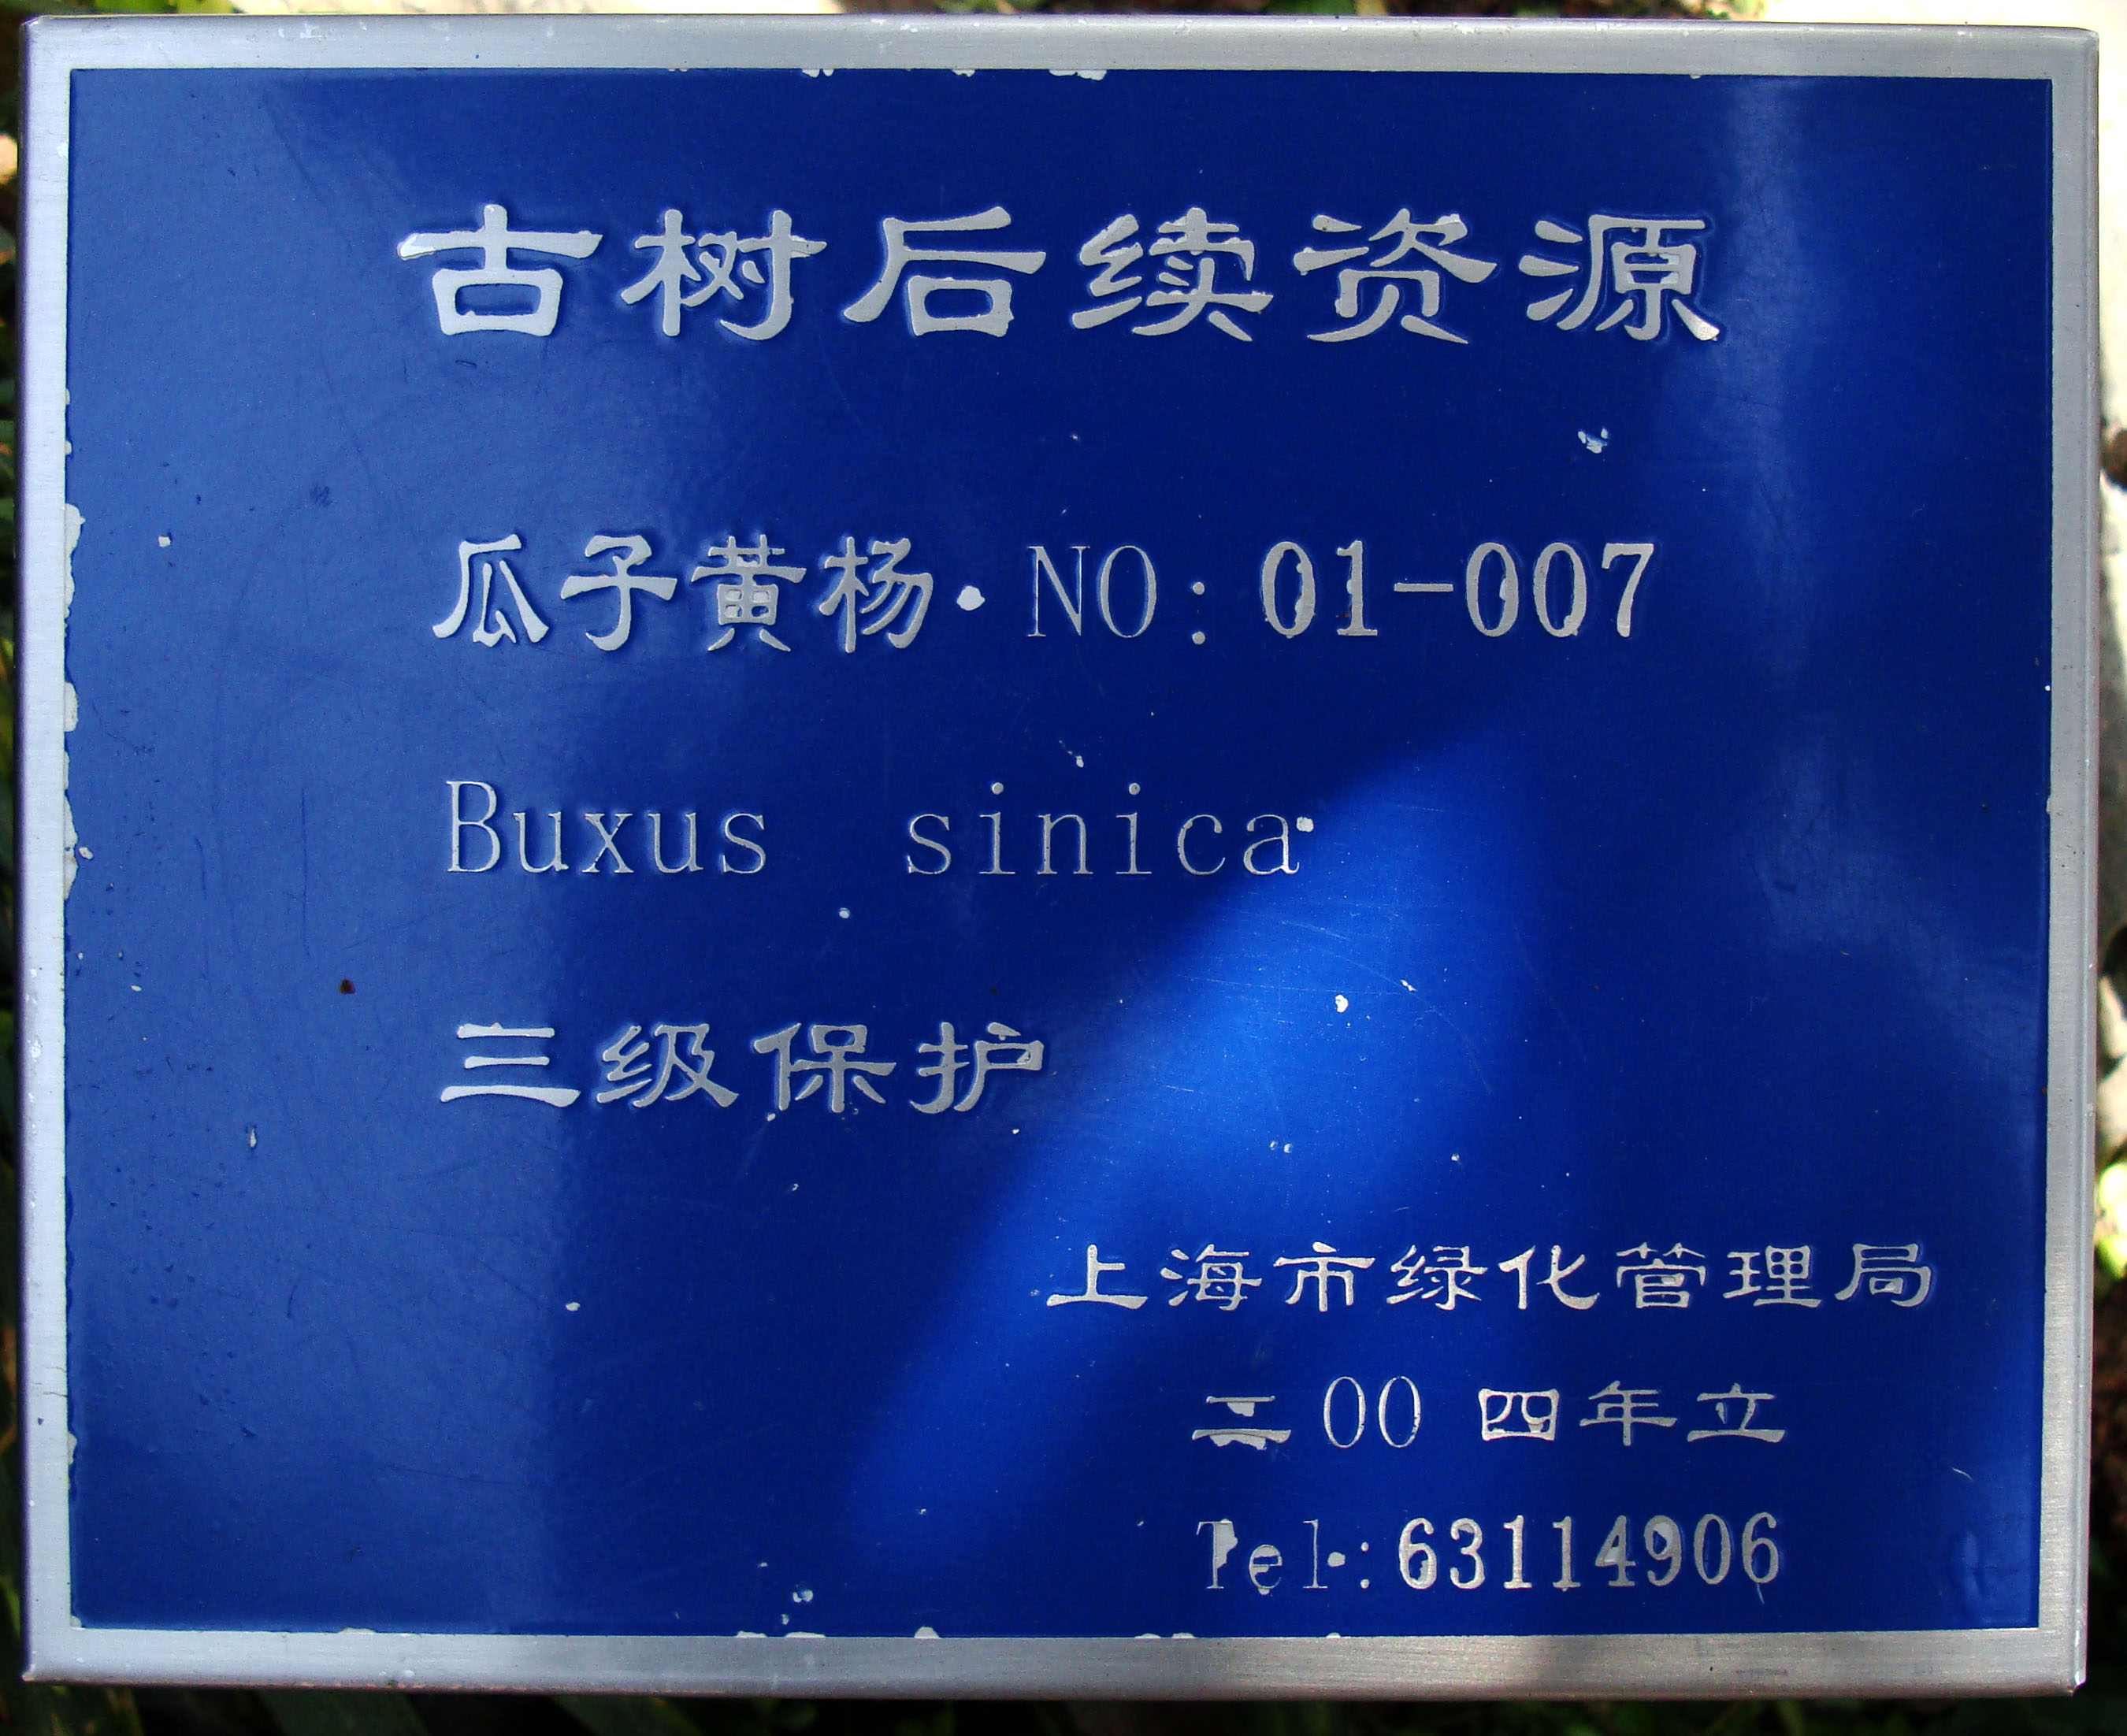 古树后续资源
瓜子黄杨·NO:01-007
Buxus sinica
三级保护
上海市绿化管理局
二00四年立
Tel:63114906